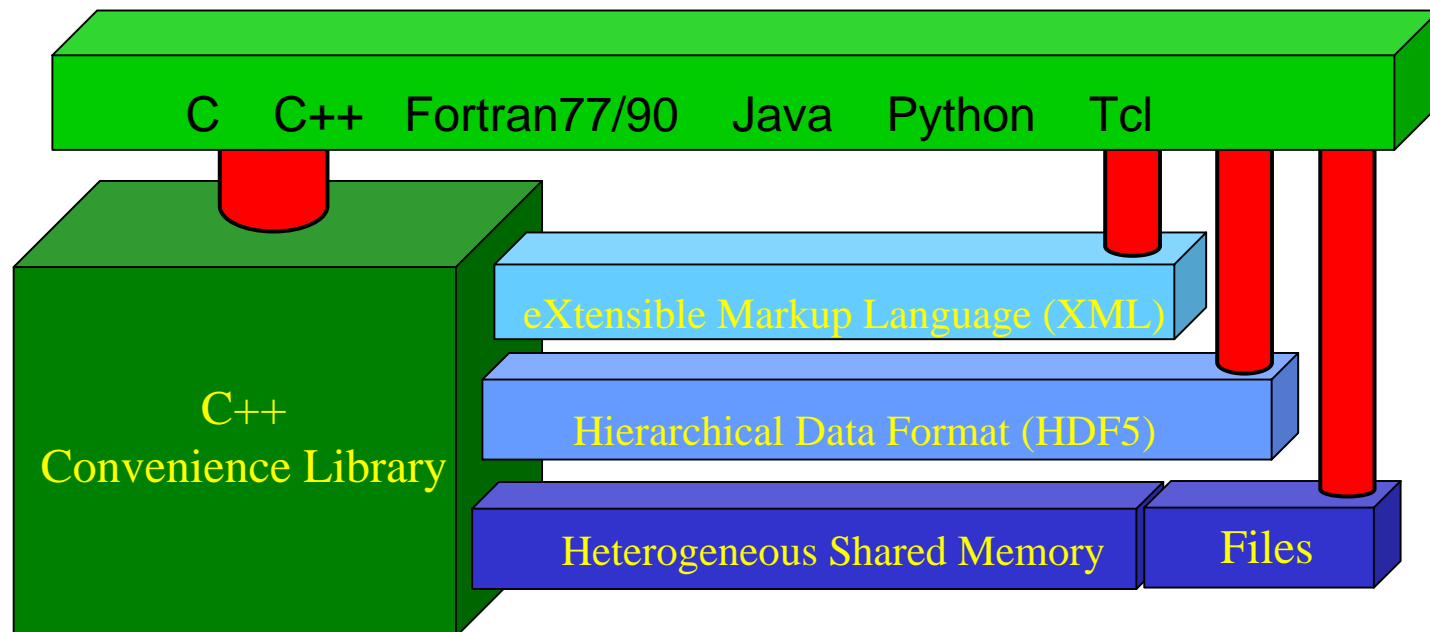 C C++ Fortran77/90 Java Python Tcl
eXtensible Markup Language (XML)
C++
Convenience Library
Hierarchical Data Format (HDF5)
Heterogeneous Shared Memory
Files